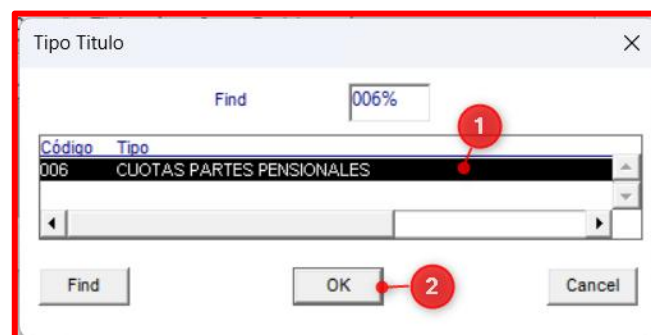 Tipo Titulo
Find 006%
1
Código Tipo
006 CUOTAS PARTES PENSIONALES
Find OK 2 Cancel